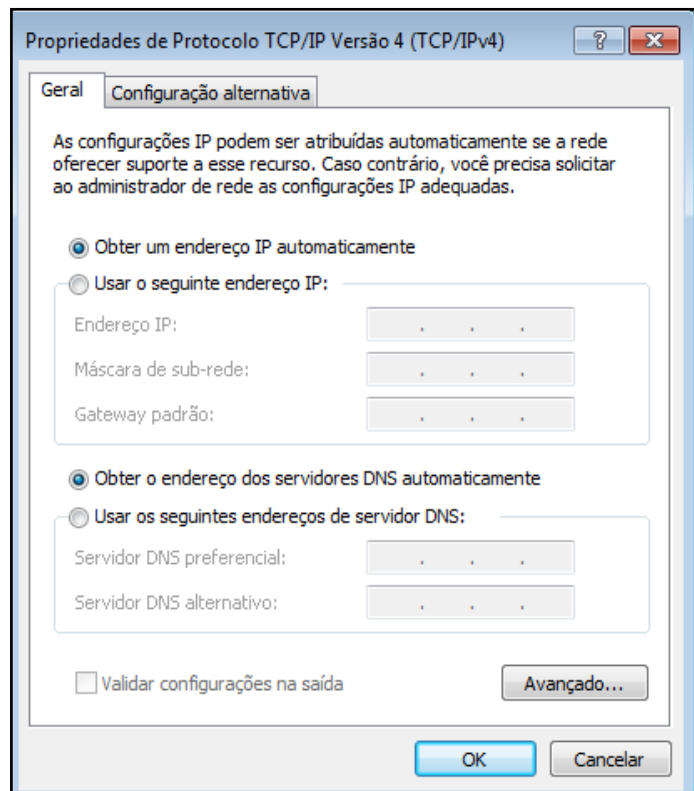 Propriedades de Protocolo TCP/IP Versão 4 (TCP/IPv4)
?
Geral
Configuração alternativa
As configurações IP podem ser atribuídas automaticamente se a rede
oferecer suporte a esse recurso. Caso contrário, você precisa solicitar
ao administrador de rede as configurações IP adequadas.
Obter um endereço IP automaticamente
Usar o seguinte endereço IP:
Endereço IP:
. . .
Máscara de sub-rede:
. . .
Gateway padrão:
. . .
Obter o endereço dos servidores DNS automaticamente
Usar os seguintes endereços de servidor DNS:
Servidor DNS preferencial:
. . .
Servidor DNS alternativo:
. . .
Validar configurações na saída
Avançado...
OK
Cancelar